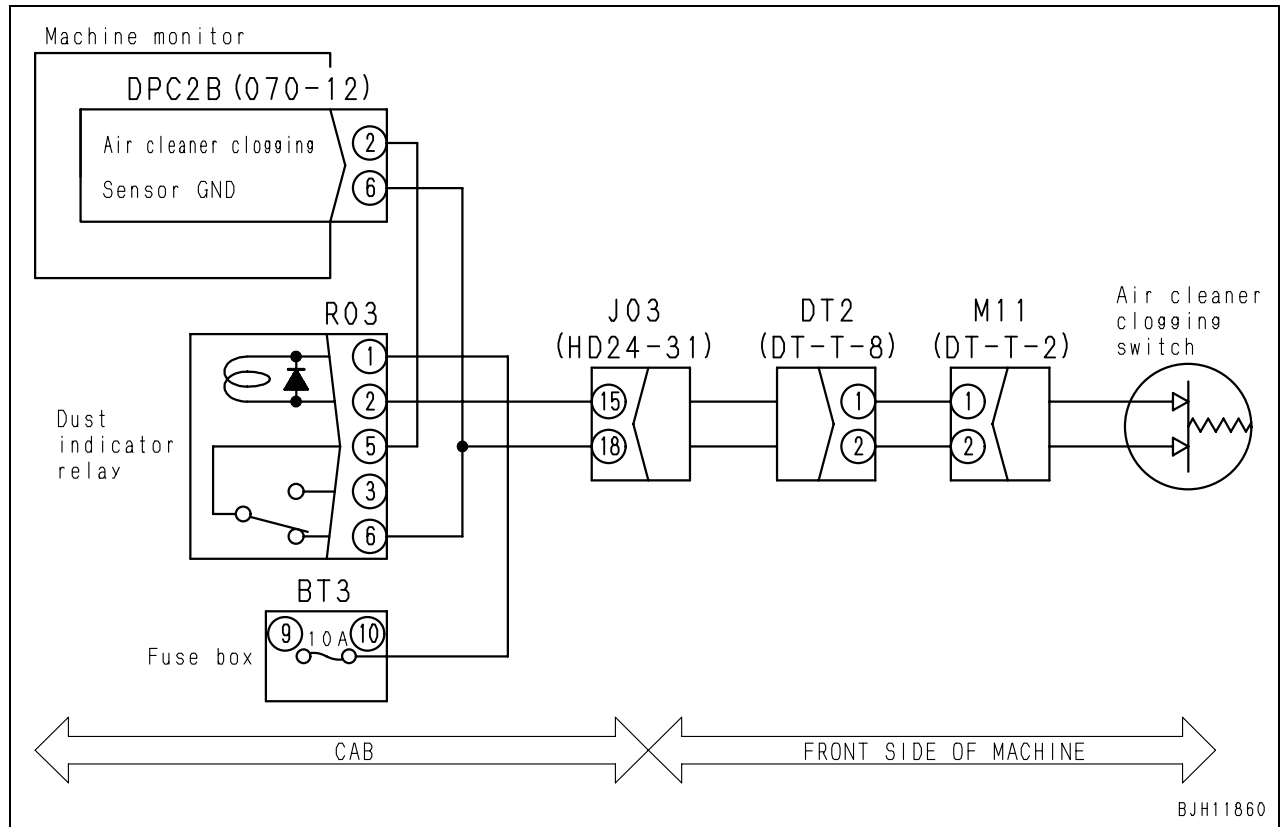 Machine monitor
DPC2B (070-12)
Air cleaner clogging
2
Sensor GND
6
R03
1
2
5
3
6
Dust
indicator
relay
BT3
9 10A 10
Fuse box
J03
(HD24-31)
15
18
DT2
(DT-T-8)
1
2
M11
(DT-T-2)
1
2
Air cleaner
clogging
switch
CAB
FRONT SIDE OF MACHINE
BJH11860